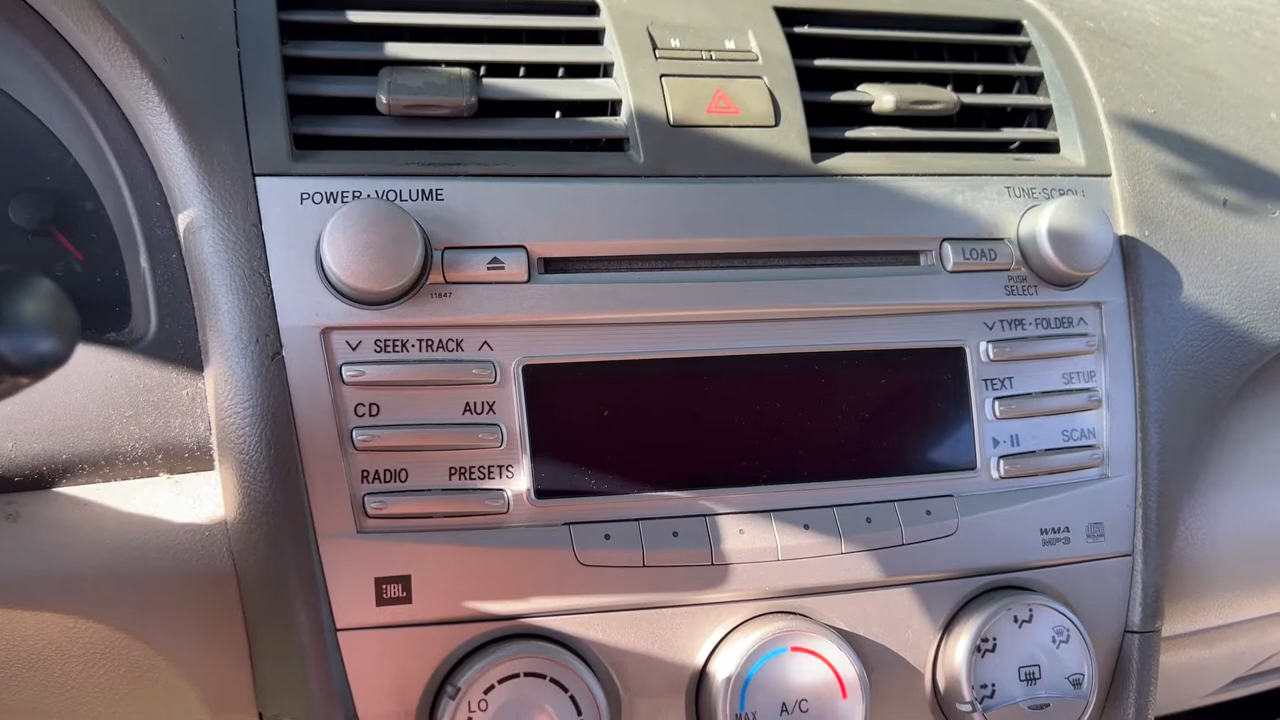 H M
POWER·VOLUME
TUNE·SCROLL
LOAD
11847
PUSH
SELECT
SEEK·TRACK
TYPE·FOLDER
CD AUX
TEXT SETUP
SCAN
RADIO PRESETS
WMA
MP3
JBL
LO
MAX A/C